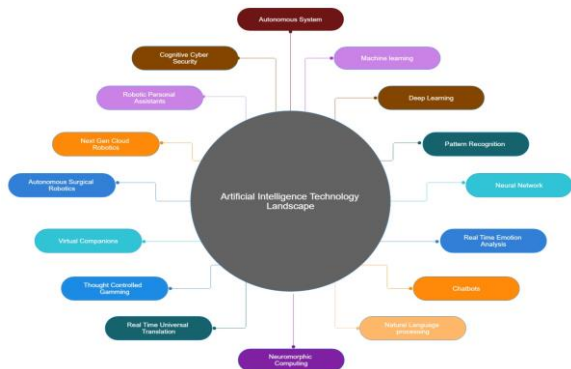 Autonomous System
Cognitive Cyber
Security
Machine learning
Robotic Parsonal
Assistants
Deep Learning
Next Gen Cloud
Robotics
Pattern Recognition
Autonomous Surgical
Robotics
Artificial Intelligence Technology
Landscape
Neural Network
Virtual Companions
Real Time Emotion
Analysis
Thought Controlled
Gamming
Chatbots
Real Time Universal
Translation
Natural Language
processing
Neuromorphic
Computing